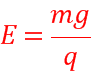 E = mg/q